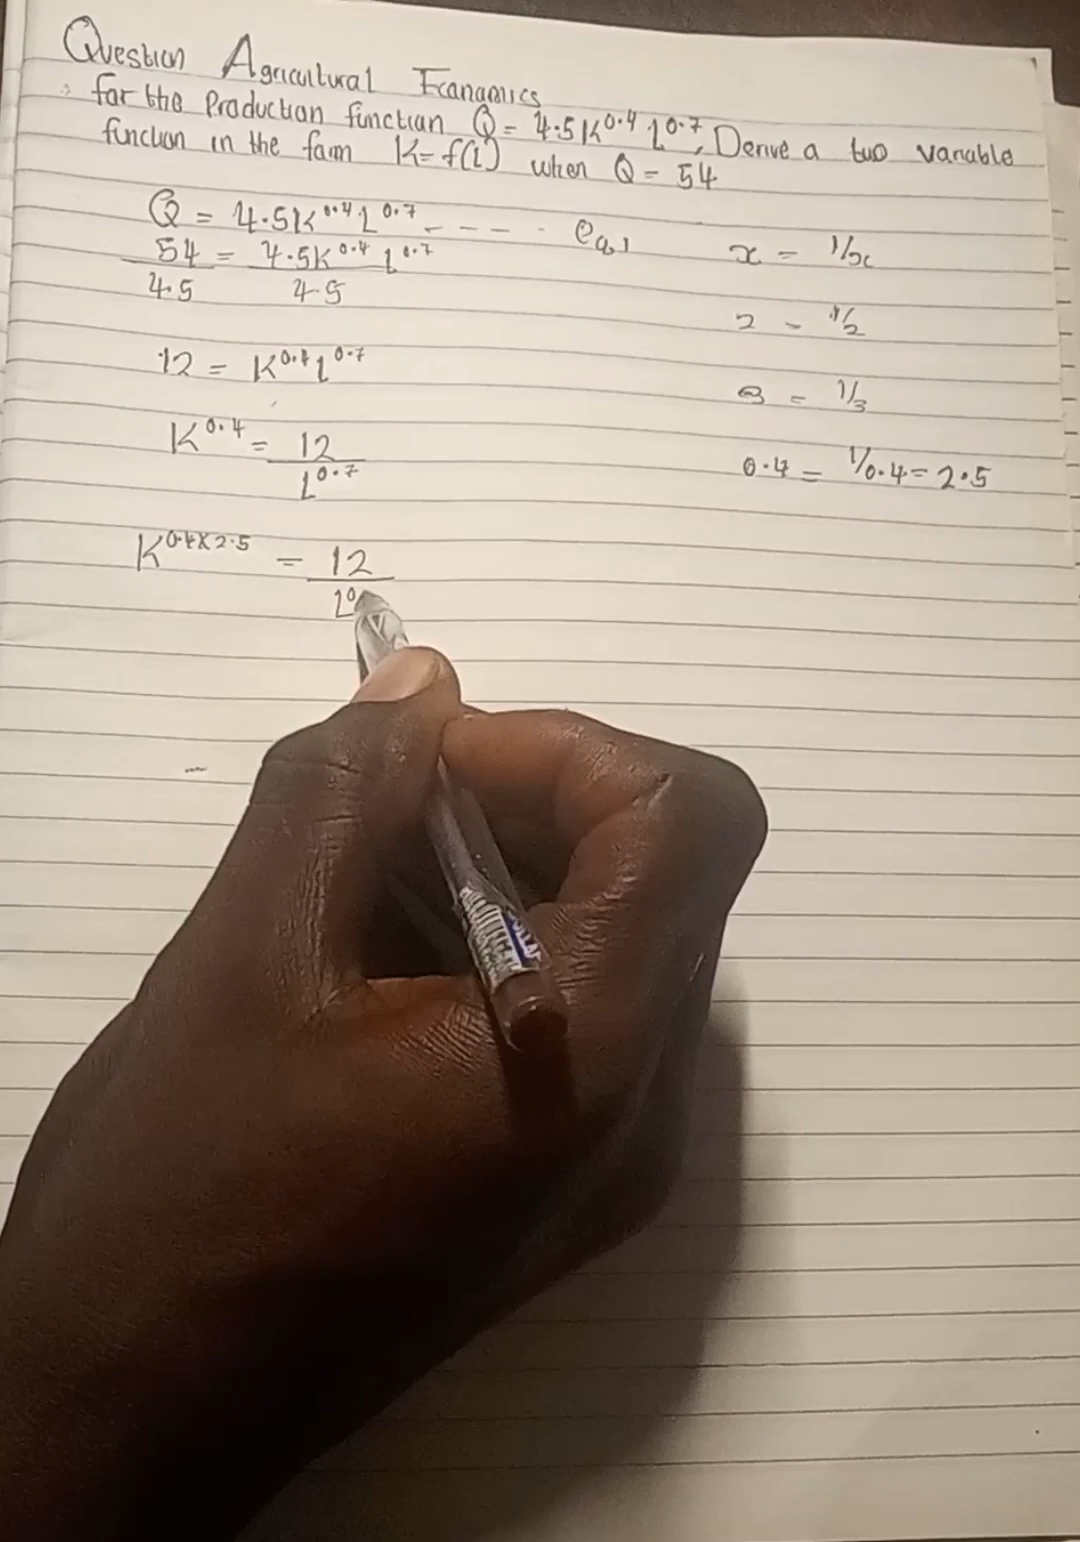 Question Agricultural Economics
for the Production function Q = 4.5K^0.4 L^0.7, Derive a two variable
function in the form K = f(L) when Q = 54
Q = 4.5K^0.4 L^0.7 - - - - · eq 1
54 = 4.5K^0.4 L^0.7
4.5 4.5
12 = K^0.4 L^0.7
K^0.4 = 12
L^0.7
K^0.4x2.5 = 12
L^0
x = 1/x
2 = 1/2
3 = 1/3
0.4 = 1/0.4 = 2.5